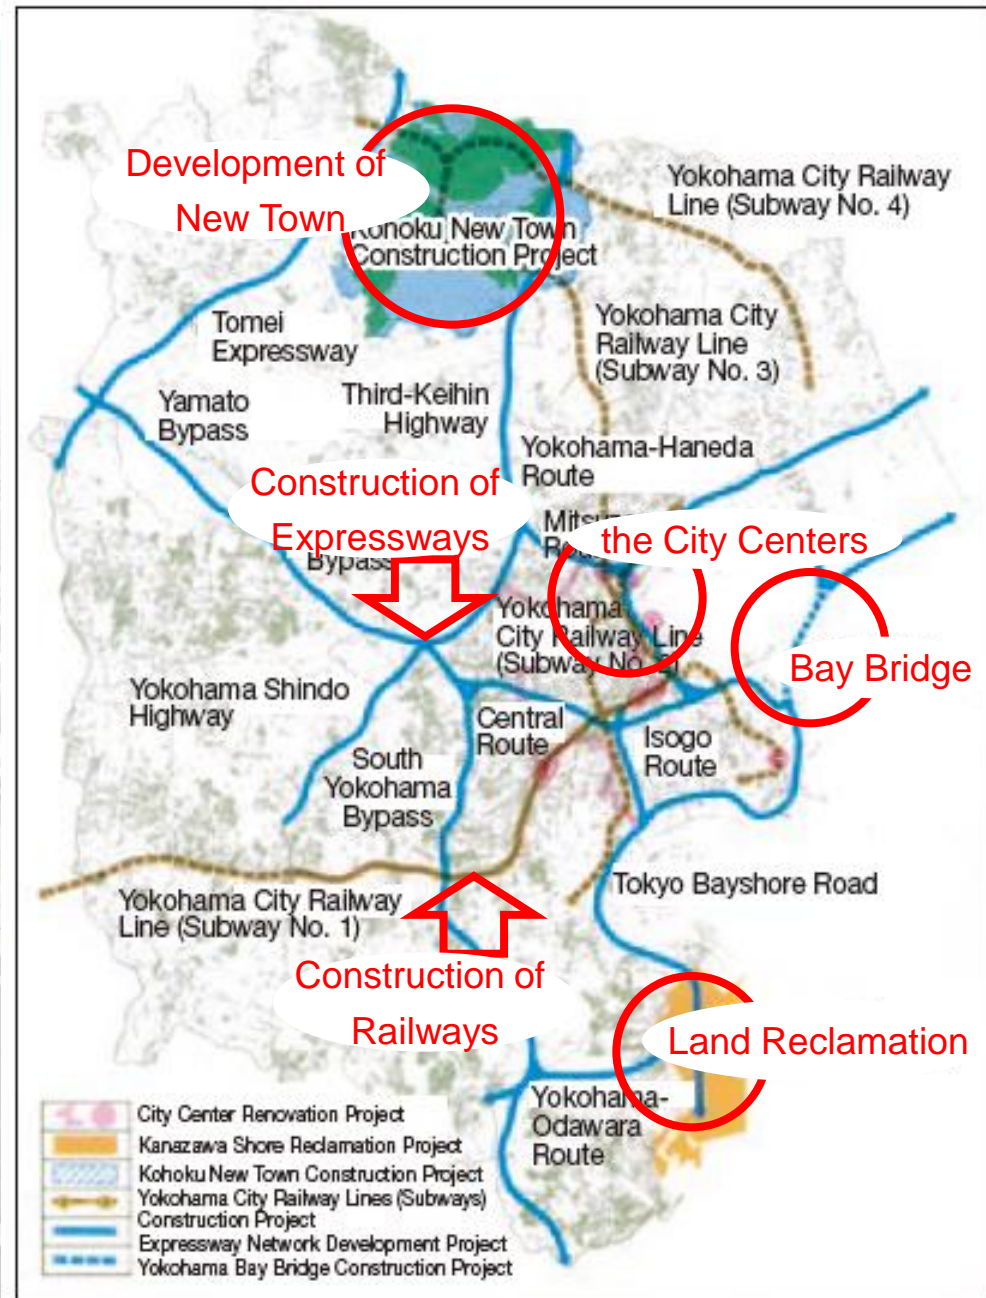 Development of
New Town
Kohoku New Town
Construction Project
Yokohama City Railway
Line (Subway No. 4)
Tomei
Expressway
Yokohama City
Railway Line
(Subway No. 3)
Yamato
Bypass
Third-Keihin
Highway
Yokohama-Haneda
Route
Construction of
Expressways
Bypass
the City Centers
Yokohama
City Railway Line
(Subway No. 2)
Bay Bridge
Yokohama Shindo
Highway
Central
Route
Isogo
Route
South
Yokohama
Bypass
Tokyo Bayshore Road
Yokohama City Railway
Line (Subway No. 1)
Construction of
Railways
Land Reclamation
Yokohama-
Odawara
Route
City Center Renovation Project
Kanazawa Shore Reclamation Project
Kohoku New Town Construction Project
Yokohama City Railway Lines (Subways)
Construction Project
Expressway Network Development Project
Yokohama Bay Bridge Construction Project